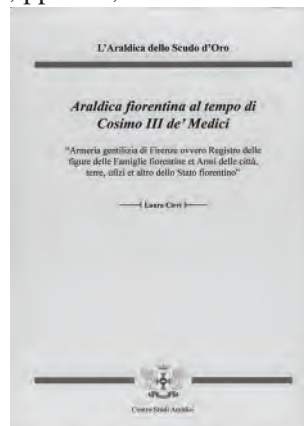 L'Araldica dello Scudo d'Oro
Araldica fiorentina al tempo di
Cosimo III de' Medici
"Armeria gentilizia di Firenze ovvero Registro delle
figure delle Famiglie fiorentine et Armi delle città,
terre, ufizi et altro dello Stato fiorentino"
Laura Cirri
Centro Studi Araldici